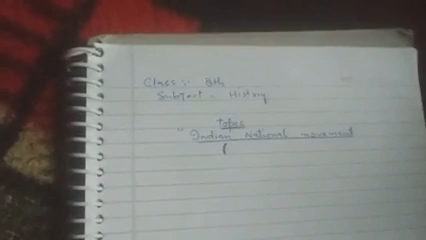 Class :- 8th
Subject - History
Topic
" Indian National movement
(